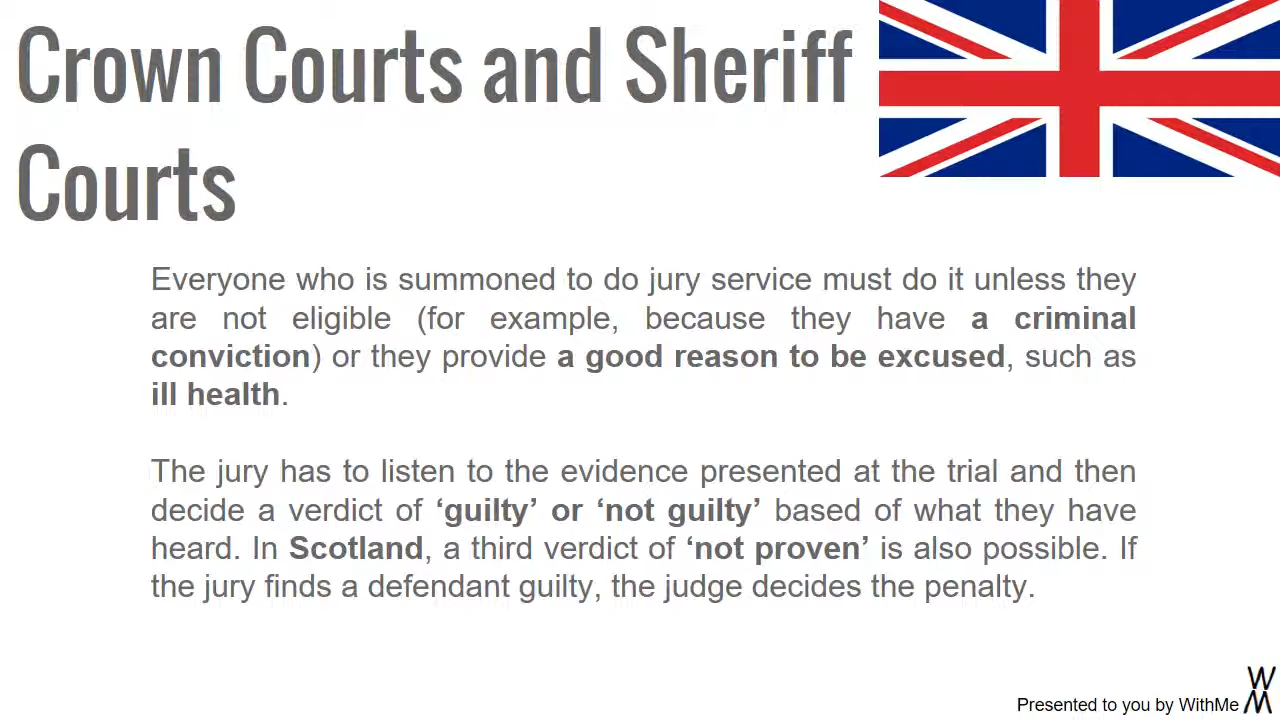 Crown Courts and Sheriff
Courts
Everyone who is summoned to do jury service must do it unless they
are not eligible (for example, because they have a criminal
conviction) or they provide a good reason to be excused, such as
ill health.
The jury has to listen to the evidence presented at the trial and then
decide a verdict of ‘guilty’ or ‘not guilty’ based of what they have
heard. In Scotland, a third verdict of ‘not proven’ is also possible. If
the jury finds a defendant guilty, the judge decides the penalty.
Presented to you by WithMe
W
M